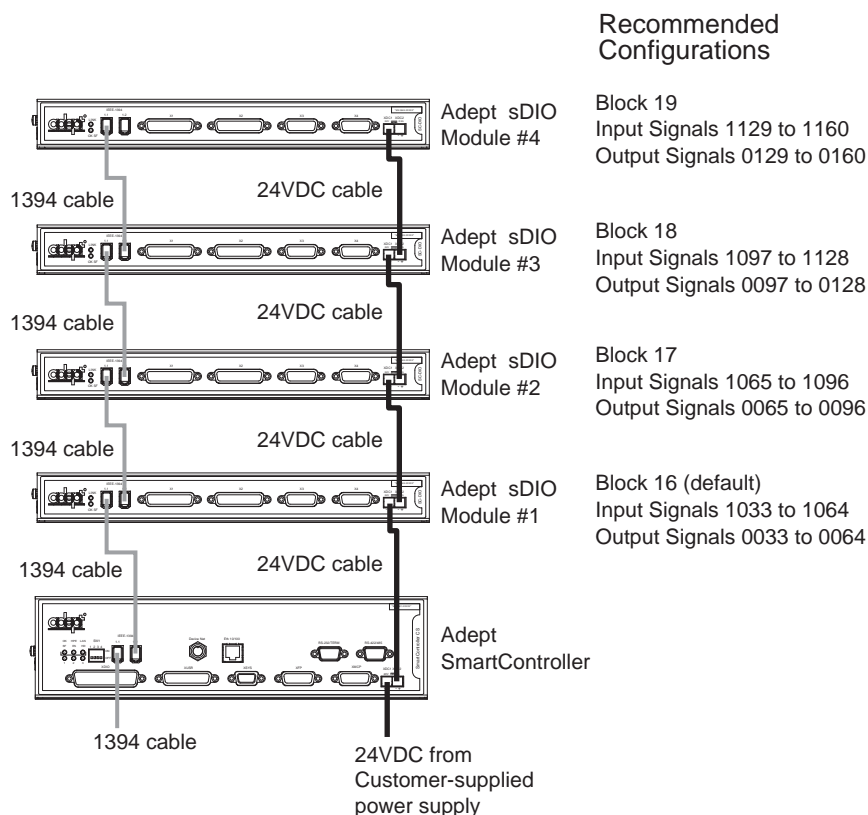 Recommended
Configurations
Adept sDIO
Module #4
Block 19
Input Signals 1129 to 1160
Output Signals 0129 to 0160
1394 cable
24VDC cable
Adept sDIO
Module #3
Block 18
Input Signals 1097 to 1128
Output Signals 0097 to 0128
1394 cable
24VDC cable
Adept sDIO
Module #2
Block 17
Input Signals 1065 to 1096
Output Signals 0065 to 0096
1394 cable
24VDC cable
Adept sDIO
Module #1
Block 16 (default)
Input Signals 1033 to 1064
Output Signals 0033 to 0064
1394 cable
24VDC cable
Adept
SmartController
SmartController CS
1394 cable
24VDC from
Customer-supplied
power supply